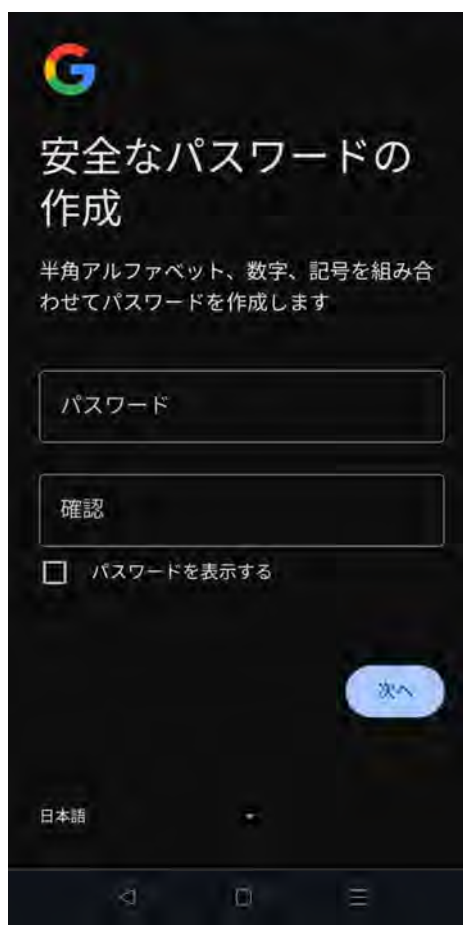 安全なパスワードの
作成
半角アルファベット、数字、記号を組み合
わせてパスワードを作成します
パスワード
確認
パスワードを表示する
次へ
日本語